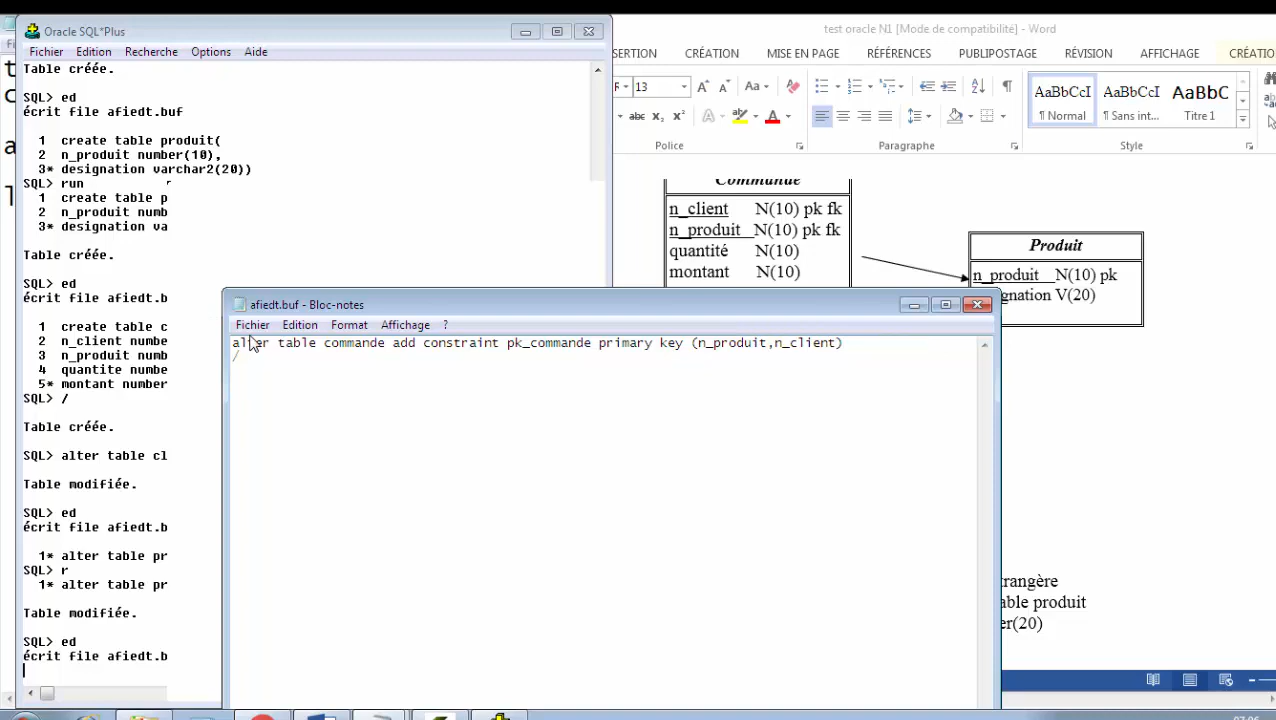 Oracle SQL*Plus
Fichier Edition Recherche Options Aide
Table créée.
SQL> ed
écrit file afiedt.buf
1 create table produit(
2 n_produit number(10),
3* designation varchar2(20))
SQL> run
1 create table p
2 n_produit numb
3* designation va
Table créée.
SQL> ed
écrit file afiedt.b
1 create table c
2 n_client numbe
3 n_produit numb
4 quantite numbe
5* montant number
SQL> /
Table créée.
SQL> alter table cl
Table modifiée.
SQL> ed
écrit file afiedt.b
1* alter table pr
SQL> r
1* alter table pr
Table modifiée.
SQL> ed
écrit file afiedt.b
test oracle N1 [Mode de compatibilité] - Word
SERTION CRÉATION MISE EN PAGE RÉFÉRENCES PUBLIPOSTAGE RÉVISION AFFICHAGE CRÉATIO
13 Aa
abc x₂ x² A A
AaBbCcI AaBbCcI AaBbC
¶ Normal ¶ Sans int... Titre 1
Police Paragraphe Style
Commande
n_client N(10) pk fk
n_produit N(10) pk fk
quantité N(10)
montant N(10)
Produit
n_produit N(10) pk
gnation V(20)
afiedt.buf - Bloc-notes
Fichier Edition Format Affichage ?
alter table commande add constraint pk_commande primary key (n_produit,n_client)
/
trangère
able produit
er(20)